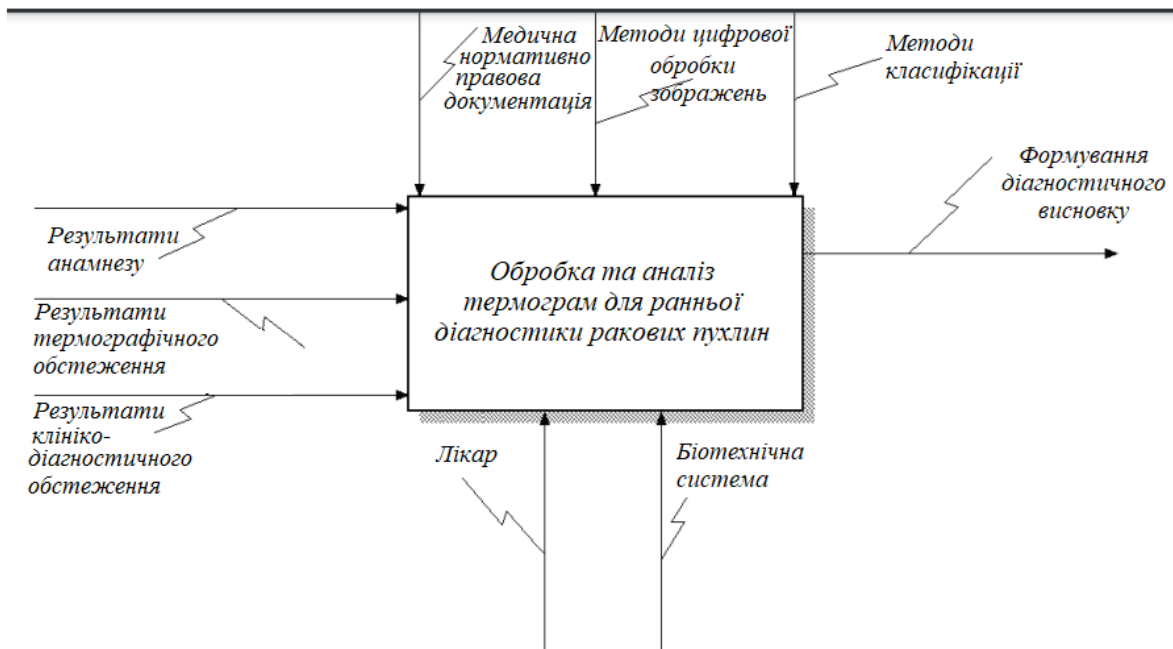 Медична
нормативно
правова
документація
Методи цифрової
обробки
зображень
Методи
класифікації
Формування
діагностичного
висновку
Результати
анамнезу
Результати
термографічного
обстеження
Результати
клініко-
діагностичного
обстеження
Обробка та аналіз
термограм для ранньої
діагностики ракових пухлин
Лікар
Біотехнічна
система